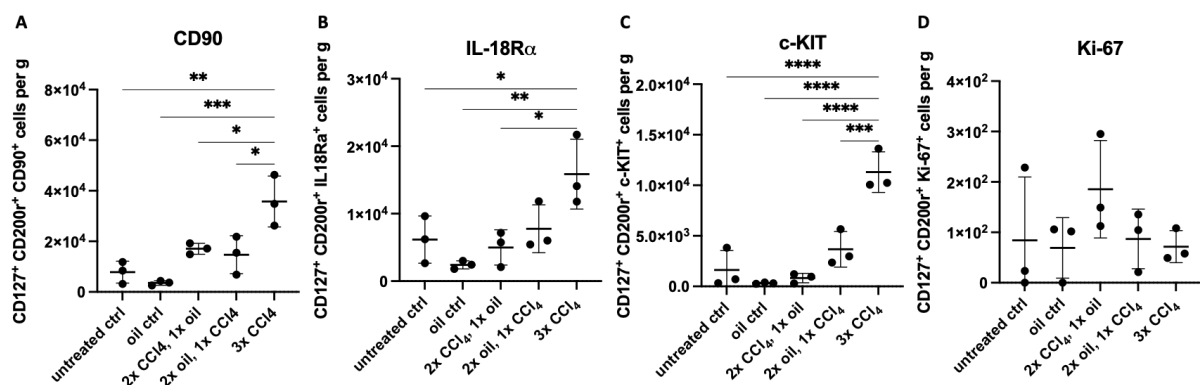 A
CD90
CD127⁺ CD200r⁺ CD90⁺ cells per g
8×10⁴
6×10⁴
4×10⁴
2×10⁴
0
**
***
*
*
untreated ctrl
oil ctrl
2x CCl4, 1x oil
2x oil, 1x CCl4
3x CCl4
B
IL-18Rα
CD127⁺ CD200r⁺ IL18Ra⁺ cells per g
3×10⁴
2×10⁴
1×10⁴
0
*
**
*
untreated ctrl
oil ctrl
2x CCl₄, 1x oil
2x oil, 1x CCl₄
3x CCl₄
C
c-KIT
CD127⁺ CD200r⁺ c-KIT⁺ cells per g
2.0×10⁴
1.5×10⁴
1.0×10⁴
5.0×10³
0.0
****
****
****
***
untreated ctrl
oil ctrl
2x CCl₄, 1x oil
2x oil, 1x CCl₄
3x CCl₄
D
Ki-67
CD127⁺ CD200r⁺ Ki-67⁺ cells per g
4×10²
3×10²
2×10²
1×10²
0
untreated ctrl
oil ctrl
2x CCl₄, 1x oil
2x oil, 1x CCl₄
3x CCl₄